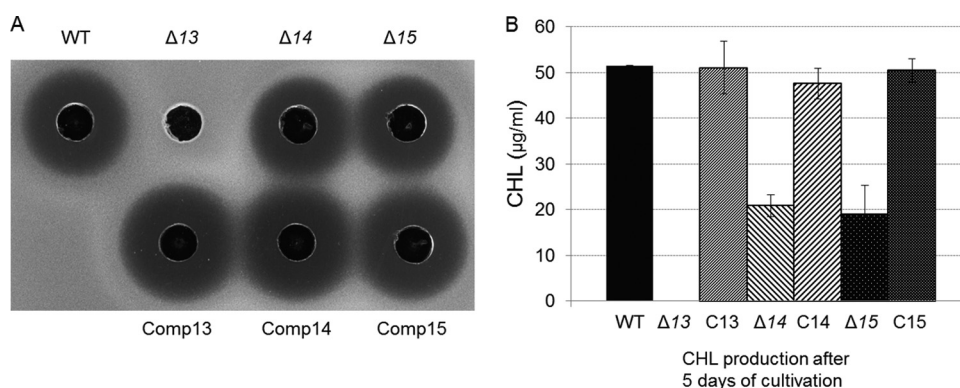 A
WT Δ13 Δ14 Δ15
Comp13 Comp14 Comp15
B
CHL (µg/ml)
60
50
40
30
20
10
0
WT Δ13 C13 Δ14 C14 Δ15 C15
CHL production after
5 days of cultivation